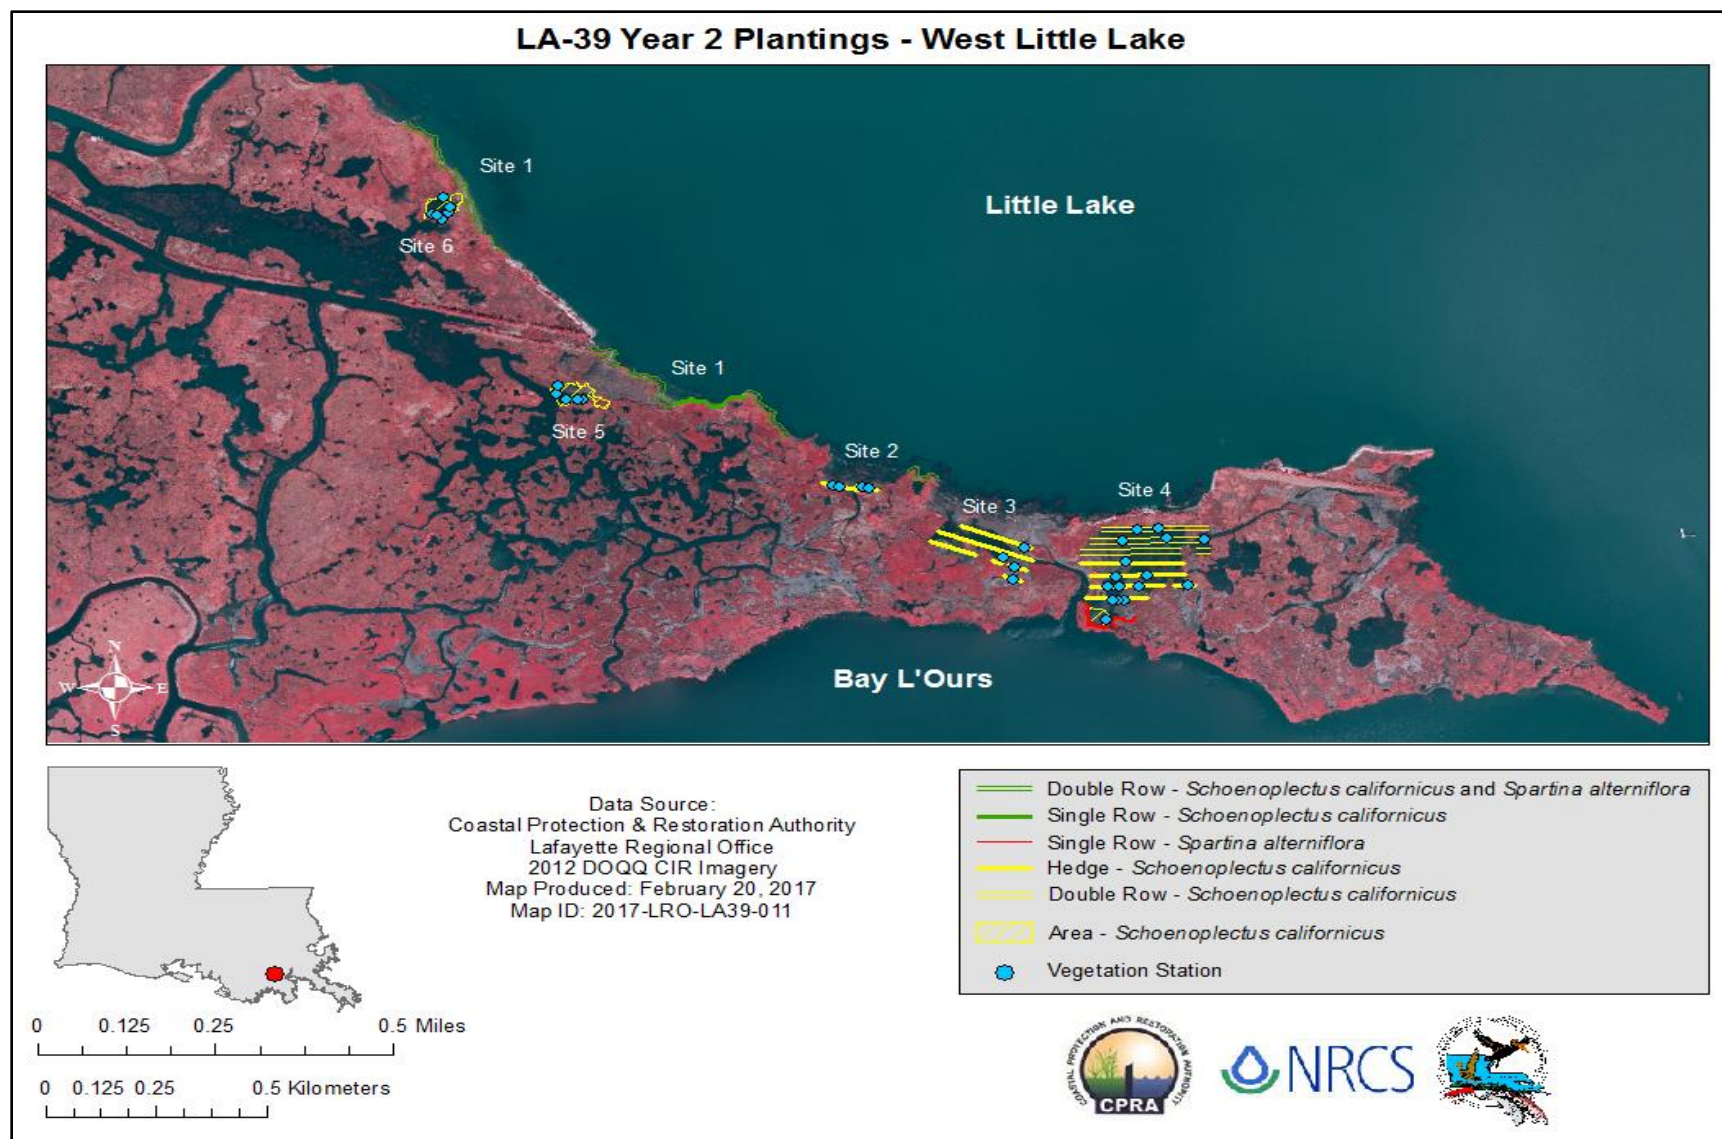 LA-39 Year 2 Plantings - West Little Lake
Site 1
Little Lake
Site 6
Site 1
Site 5
Site 2
Site 4
Site 3
Bay L'Ours
N
W E
S
Data Source:
Coastal Protection & Restoration Authority
Lafayette Regional Office
2012 DOQQ CIR Imagery
Map Produced: February 20, 2017
Map ID: 2017-LRO-LA39-011
Double Row - Schoenoplectus californicus and Spartina alterniflora
Single Row - Schoenoplectus californicus
Single Row - Spartina alterniflora
Hedge - Schoenoplectus californicus
Double Row - Schoenoplectus californicus
Area - Schoenoplectus californicus
Vegetation Station
0 0.125 0.25 0.5 Miles
0 0.125 0.25 0.5 Kilometers
COASTAL PROTECTION AND RESTORATION AUTHORITY
CPRA
NRCS